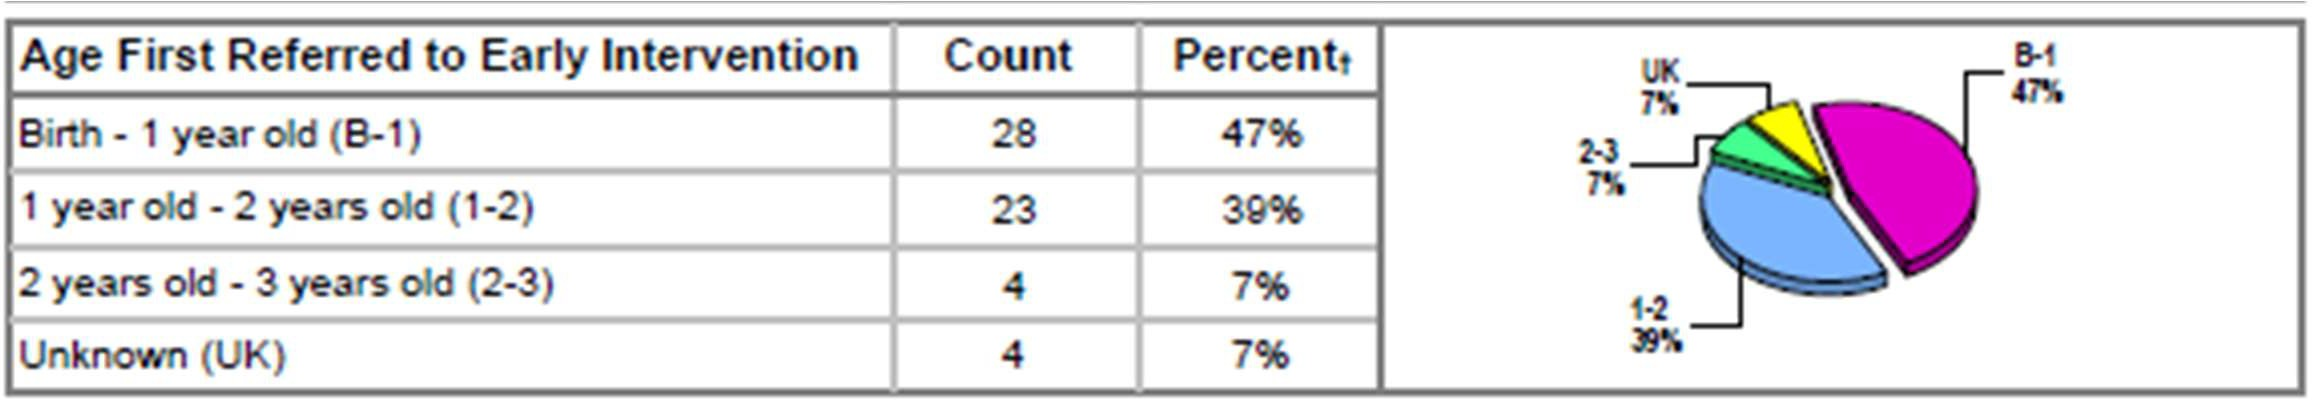 Age First Referred to Early Intervention Count Percent†
Birth - 1 year old (B-1) 28 47%
1 year old - 2 years old (1-2) 23 39%
2 years old - 3 years old (2-3) 4 7%
Unknown (UK) 4 7%
B-1
47%
UK
7%
2-3
7%
1-2
39%